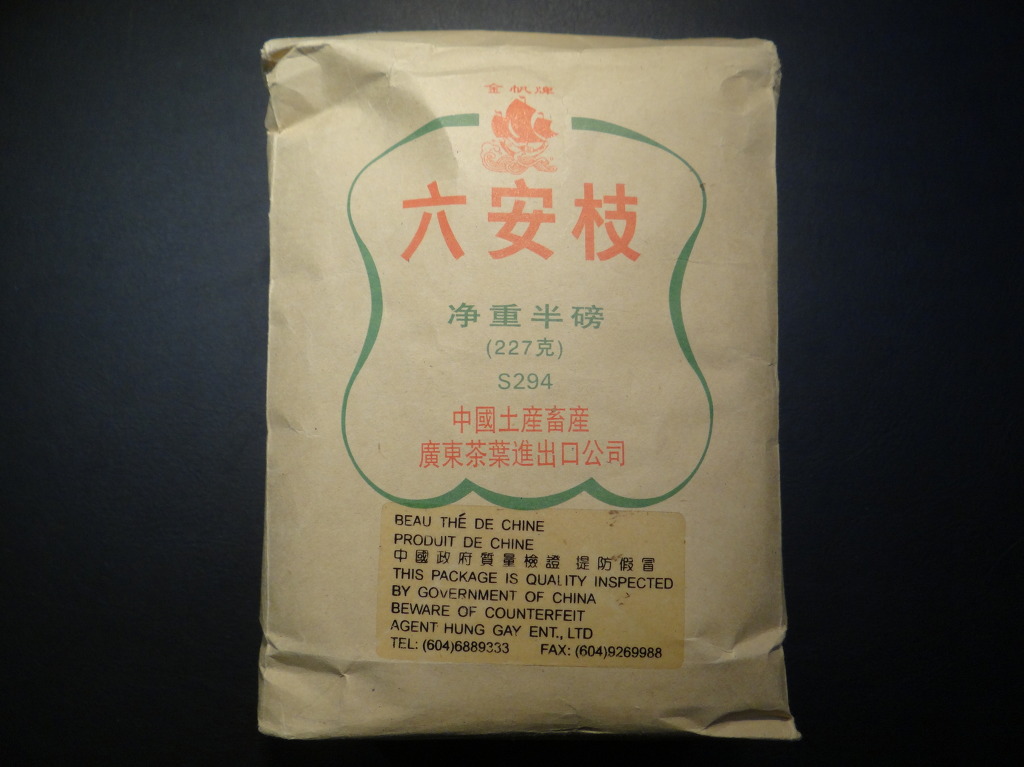 金帆牌
六安枝
净重半磅
(227克)
S294
中國土産畜産
廣東茶葉進出口公司
BEAU THÉ DE CHINE
PRODUIT DE CHINE
中國政府質量檢證 提防假冒
THIS PACKAGE IS QUALITY INSPECTED
BY GOVERNMENT OF CHINA
BEWARE OF COUNTERFEIT
AGENT HUNG GAY ENT., LTD
TEL: (604)6889333 FAX: (604)9269988